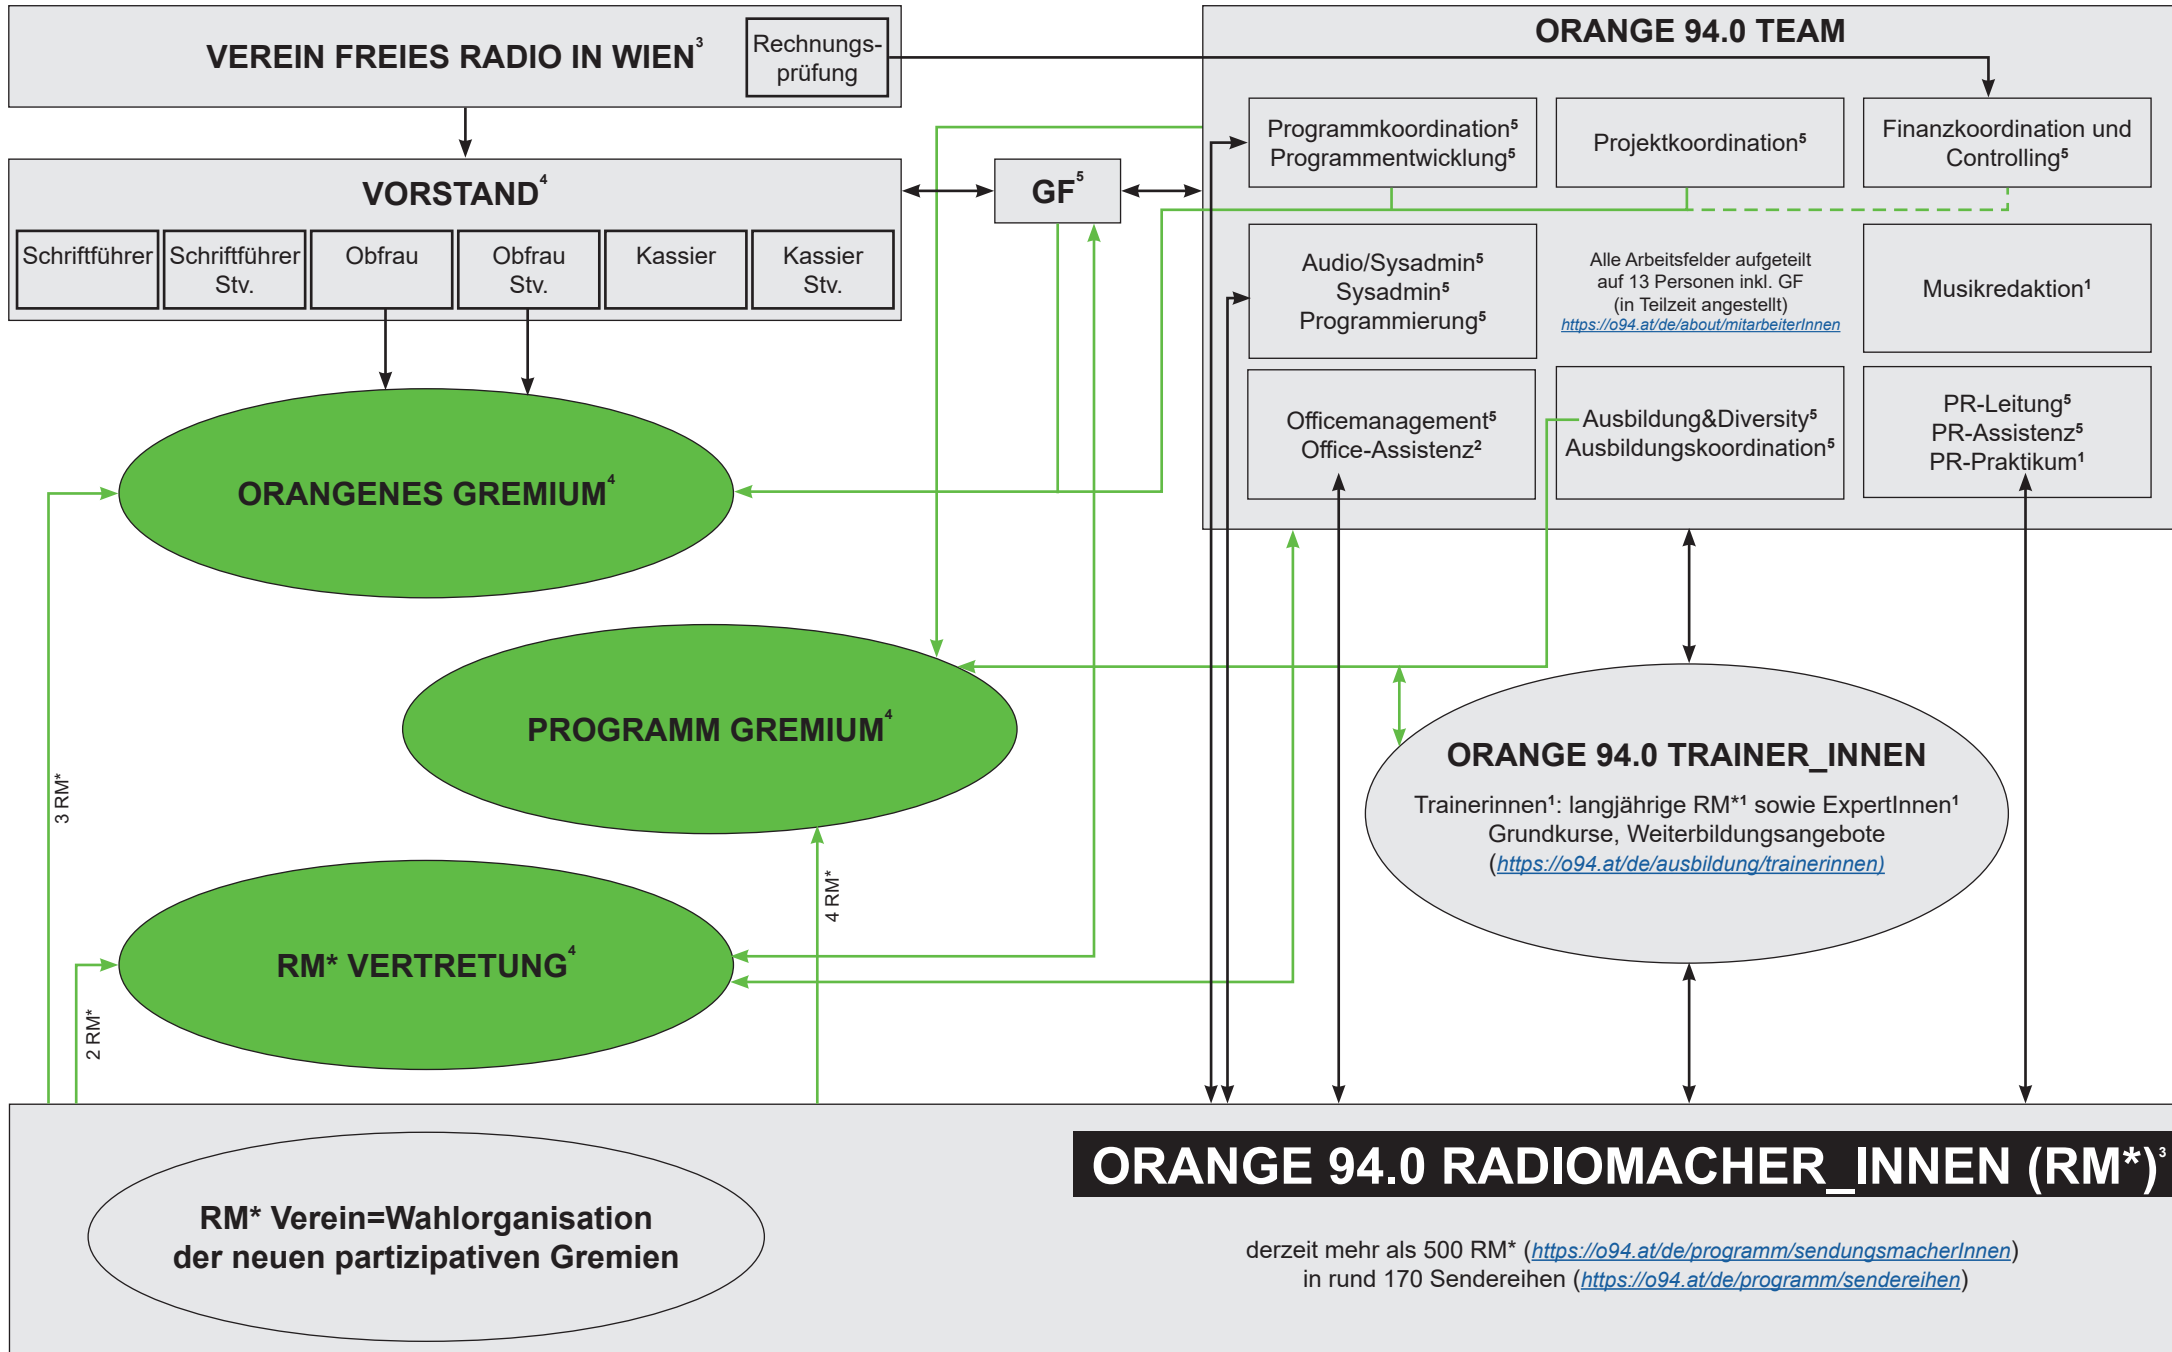 VEREIN FREIES RADIO IN WIEN³
Rechnungs-
prüfung
ORANGE 94.0 TEAM
Programmkoordination⁵
Programmentwicklung⁵
Projektkoordination⁵
Finanzkoordination und
Controlling⁵
VORSTAND⁴
GF⁵
Schriftführer
Schriftführer
Stv.
Obfrau
Obfrau
Stv.
Kassier
Kassier
Stv.
Audio/Sysadmin⁵
Sysadmin⁵
Programmierung⁵
Alle Arbeitsfelder aufgeteilt
auf 13 Personen inkl. GF
(in Teilzeit angestellt)
https://o94.at/de/about/mitarbeiterInnen
Musikredaktion¹
Officemanagement⁵
Office-Assistenz²
Ausbildung&Diversity⁵
Ausbildungskoordination⁵
PR-Leitung⁵
PR-Assistenz⁵
PR-Praktikum¹
ORANGENES GREMIUM⁴
PROGRAMM GREMIUM⁴
ORANGE 94.0 TRAINER_INNEN
Trainerinnen¹: langjährige RM*¹ sowie ExpertInnen¹
Grundkurse, Weiterbildungsangebote
(https://o94.at/de/ausbildung/trainerinnen)
3 RM*
4 RM*
RM* VERTRETUNG⁴
2 RM*
ORANGE 94.0 RADIOMACHER_INNEN (RM*)³
RM* Verein=Wahlorganisation
der neuen partizipativen Gremien
derzeit mehr als 500 RM* (https://o94.at/de/programm/sendungsmacherInnen)
in rund 170 Sendereihen (https://o94.at/de/programm/sendereihen)